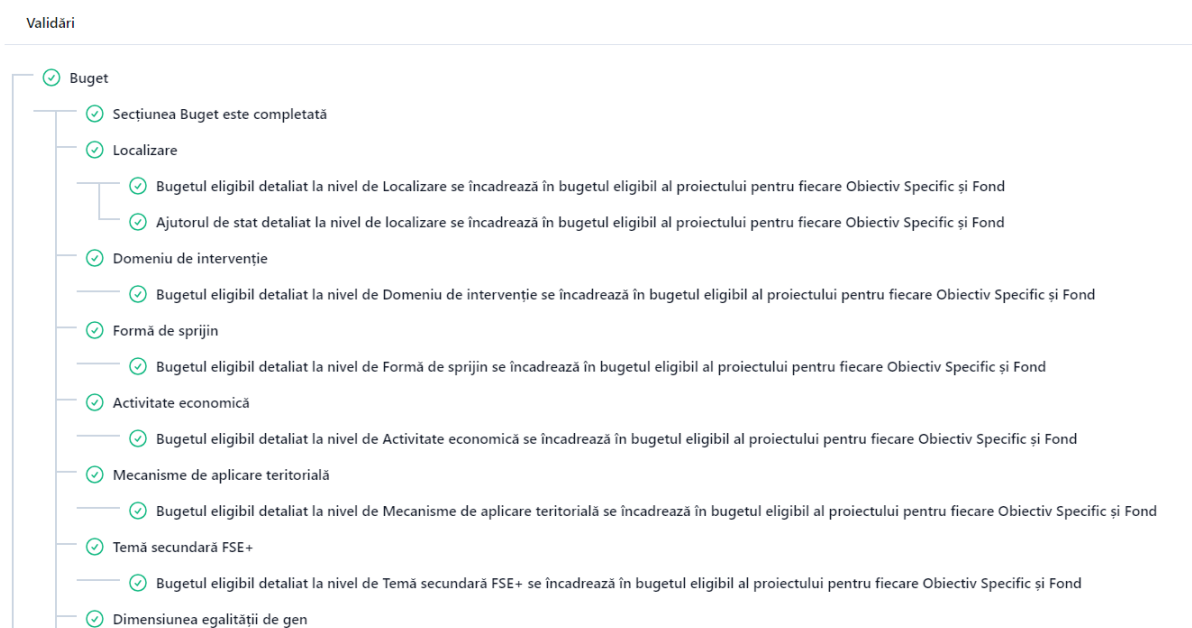 Validări
Buget
Secțiunea Buget este completată
Localizare
Bugetul eligibil detaliat la nivel de Localizare se încadrează în bugetul eligibil al proiectului pentru fiecare Obiectiv Specific și Fond
Ajutorul de stat detaliat la nivel de localizare se încadrează în bugetul eligibil al proiectului pentru fiecare Obiectiv Specific și Fond
Domeniu de intervenție
Bugetul eligibil detaliat la nivel de Domeniu de intervenție se încadrează în bugetul eligibil al proiectului pentru fiecare Obiectiv Specific și Fond
Formă de sprijin
Bugetul eligibil detaliat la nivel de Formă de sprijin se încadrează în bugetul eligibil al proiectului pentru fiecare Obiectiv Specific și Fond
Activitate economică
Bugetul eligibil detaliat la nivel de Activitate economică se încadrează în bugetul eligibil al proiectului pentru fiecare Obiectiv Specific și Fond
Mecanisme de aplicare teritorială
Bugetul eligibil detaliat la nivel de Mecanisme de aplicare teritorială se încadrează în bugetul eligibil al proiectului pentru fiecare Obiectiv Specific și Fond
Temă secundară FSE+
Bugetul eligibil detaliat la nivel de Temă secundară FSE+ se încadrează în bugetul eligibil al proiectului pentru fiecare Obiectiv Specific și Fond
Dimensiunea egalității de gen